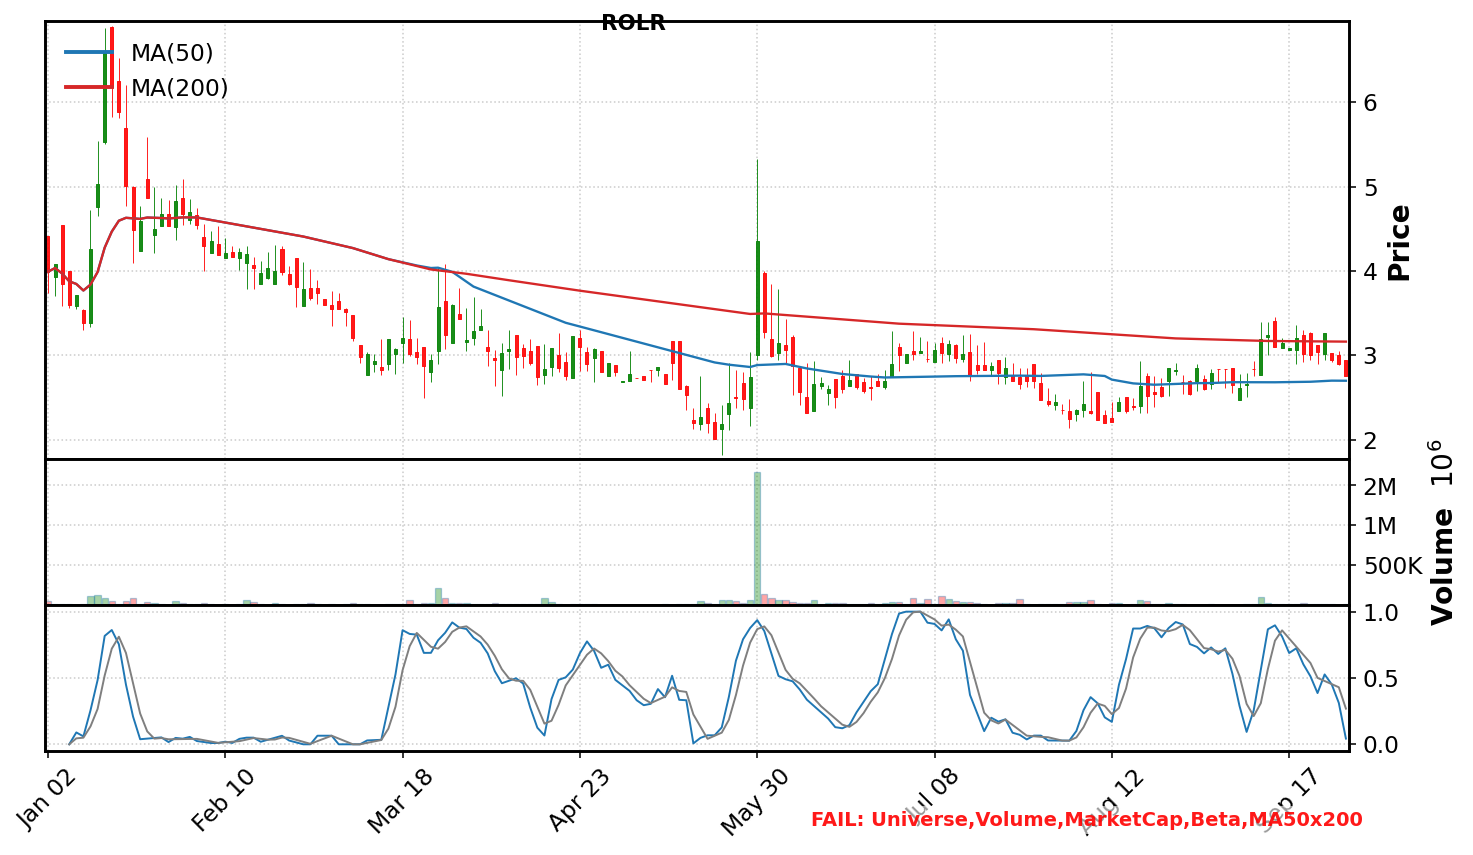 ROLR
MA(50)
MA(200)
6
5
4
3
2
Price
2M
1M
500K
Volume 10^6
1.0
0.5
0.0
Jan 02
Feb 10
Mar 18
Apr 23
May 30
Jul 08
Aug 12
Sep 17
FAIL: Universe,Volume,MarketCap,Beta,MA50x200